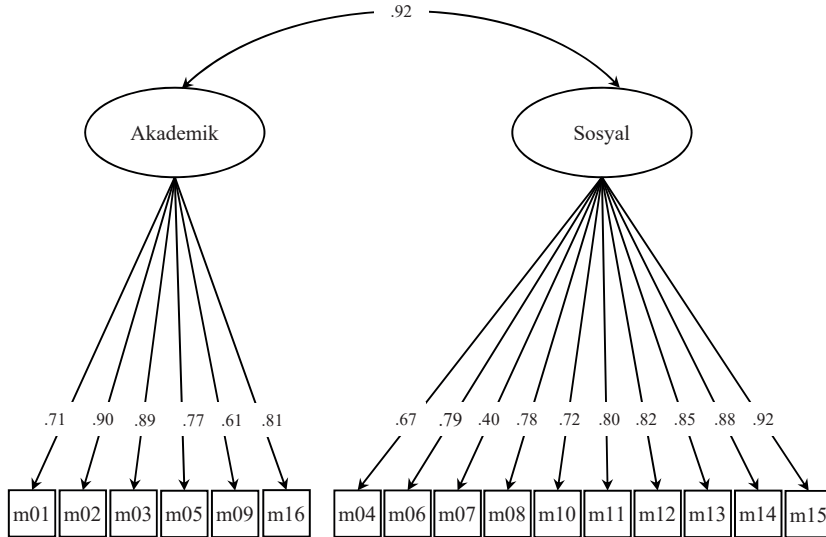 .92
Akademik
Sosyal
.71 .90 .89 .77 .61 .81 .67 .79 .40 .78 .72 .80 .82 .85 .88 .92
m01 m02 m03 m05 m09 m16 m04 m06 m07 m08 m10 m11 m12 m13 m14 m15